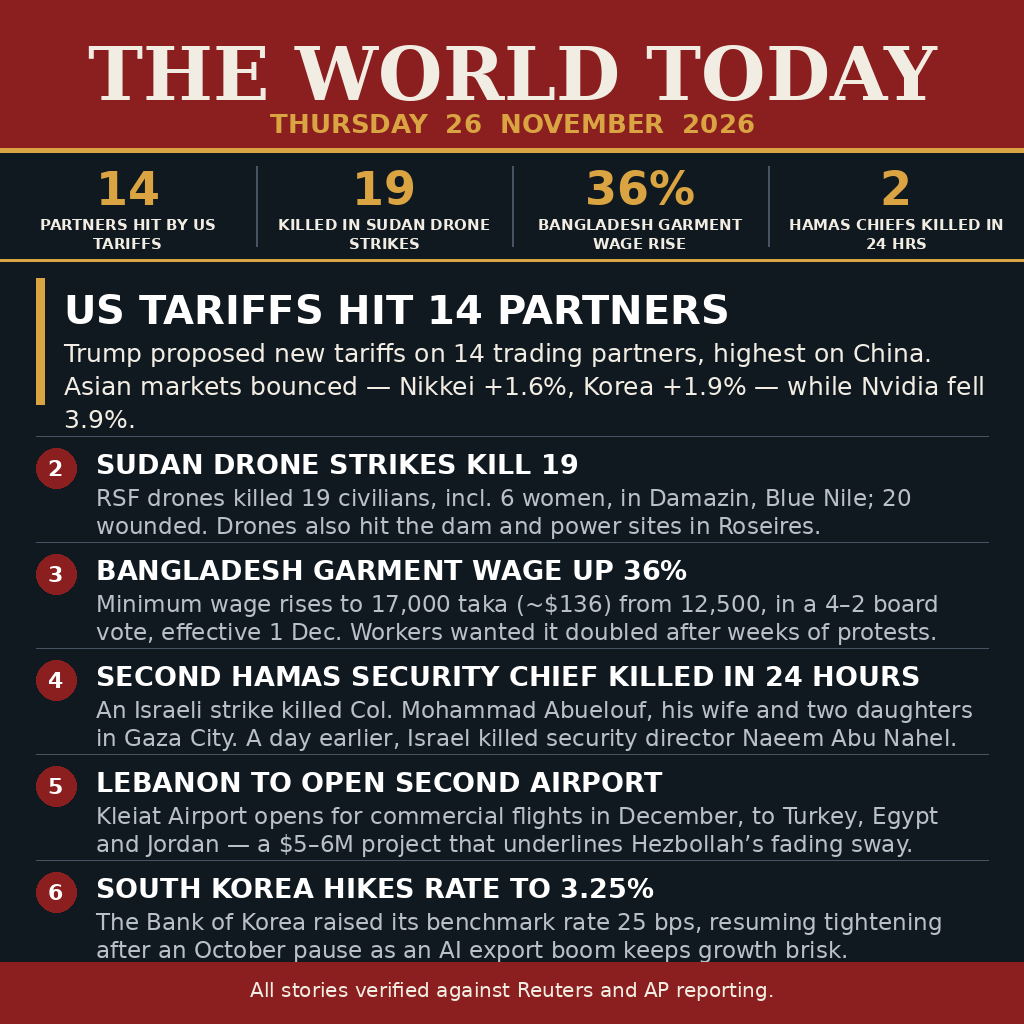 THE WORLD TODAY
THURSDAY 26 NOVEMBER 2026
14
PARTNERS HIT BY US
TARIFFS
19
KILLED IN SUDAN DRONE
STRIKES
36%
BANGLADESH GARMENT
WAGE RISE
2
HAMAS CHIEFS KILLED IN
24 HRS
US TARIFFS HIT 14 PARTNERS
Trump proposed new tariffs on 14 trading partners, highest on China.
Asian markets bounced — Nikkei +1.6%, Korea +1.9% — while Nvidia fell
3.9%.
2
SUDAN DRONE STRIKES KILL 19
RSF drones killed 19 civilians, incl. 6 women, in Damazin, Blue Nile; 20
wounded. Drones also hit the dam and power sites in Roseires.
3
BANGLADESH GARMENT WAGE UP 36%
Minimum wage rises to 17,000 taka (~$136) from 12,500, in a 4–2 board
vote, effective 1 Dec. Workers wanted it doubled after weeks of protests.
4
SECOND HAMAS SECURITY CHIEF KILLED IN 24 HOURS
An Israeli strike killed Col. Mohammad Abuelouf, his wife and two daughters
in Gaza City. A day earlier, Israel killed security director Naeem Abu Nahel.
5
LEBANON TO OPEN SECOND AIRPORT
Kleiat Airport opens for commercial flights in December, to Turkey, Egypt
and Jordan — a $5–6M project that underlines Hezbollah’s fading sway.
6
SOUTH KOREA HIKES RATE TO 3.25%
The Bank of Korea raised its benchmark rate 25 bps, resuming tightening
after an October pause as an AI export boom keeps growth brisk.
All stories verified against Reuters and AP reporting.